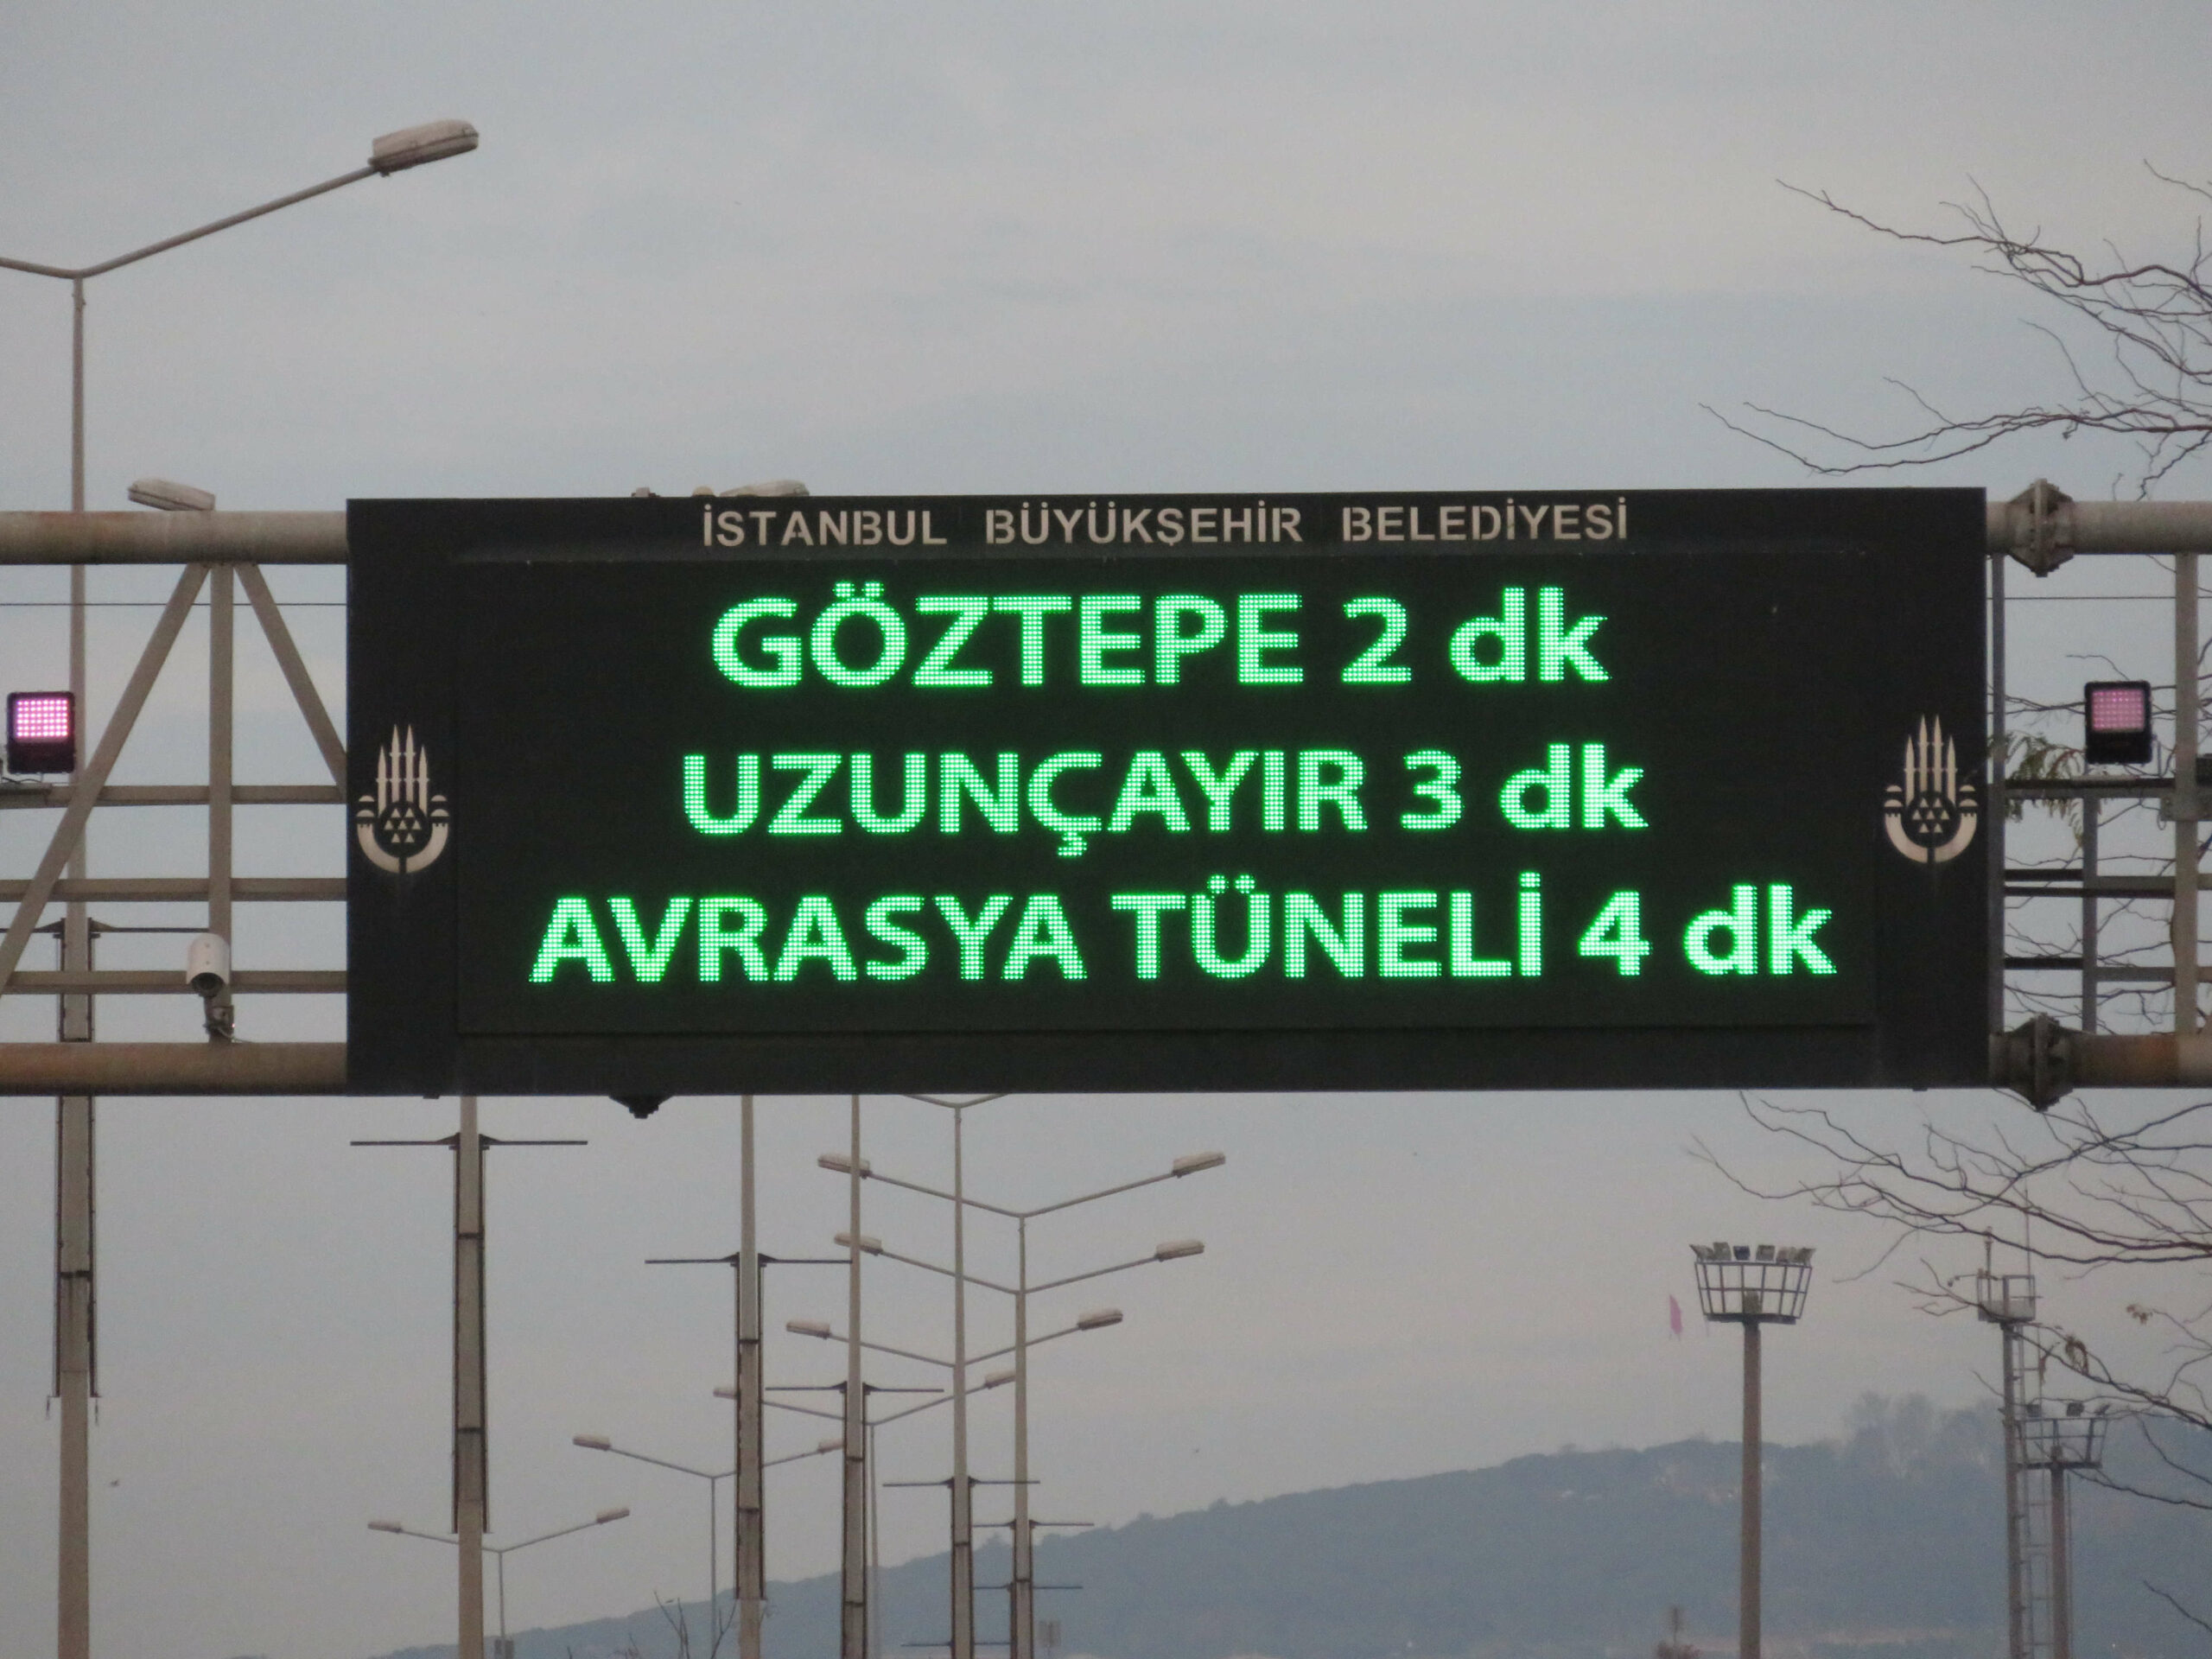 İSTANBUL BÜYÜKŞEHİR BELEDİYESİ
GÖZTEPE 2 dk
UZUNÇAYIR 3 dk
AVRASYA TÜNELİ 4 dk